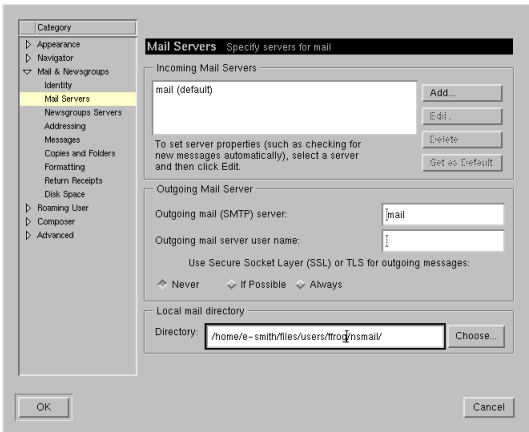 Category
Appearance
Navigator
Mail & Newsgroups
Identity
Mail Servers
Newsgroups Servers
Addressing
Messages
Copies and Folders
Formatting
Return Receipts
Disk Space
Roaming User
Composer
Advanced
Mail Servers Specify servers for mail
Incoming Mail Servers
mail (default)
Add...
Edit...
Delete
Set as Default
To set server properties (such as checking for
new messages automatically), select a server
and then click Edit.
Outgoing Mail Server
Outgoing mail (SMTP) server: mail
Outgoing mail server user name:
Use Secure Socket Layer (SSL) or TLS for outgoing messages:
Never If Possible Always
Local mail directory
Directory: /home/e-smith/files/users/ffrog/nsmail/ Choose...
OK Cancel